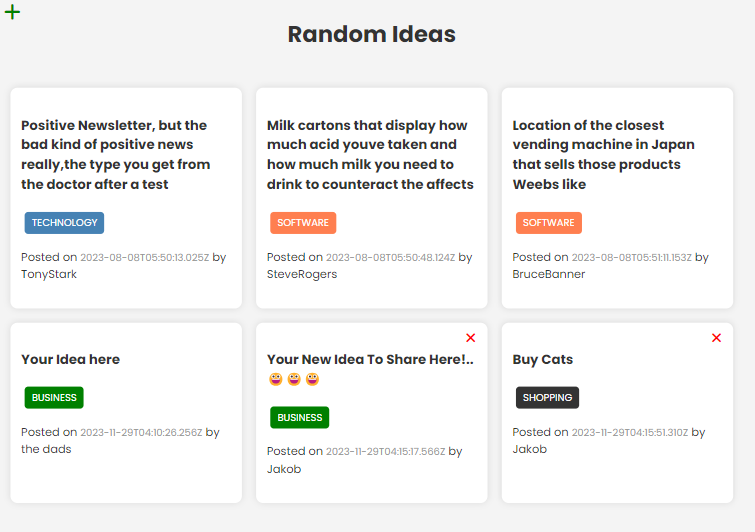 Random Ideas
Positive Newsletter, but the
bad kind of positive news
really,the type you get from
the doctor after a test
TECHNOLOGY
Posted on 2023-08-08T05:50:13.025Z by
TonyStark
Milk cartons that display how
much acid youve taken and
how much milk you need to
drink to counteract the affects
SOFTWARE
Posted on 2023-08-08T05:50:48.124Z by
SteveRogers
Location of the closest
vending machine in Japan
that sells those products
Weebs like
SOFTWARE
Posted on 2023-08-08T05:51:11.153Z by
BruceBanner
Your Idea here
BUSINESS
Posted on 2023-11-29T04:10:26.256Z by
the dads
Your New Idea To Share Here!..
😀😀😀
BUSINESS
Posted on 2023-11-29T04:15:17.566Z by
Jakob
Buy Cats
SHOPPING
Posted on 2023-11-29T04:15:51.310Z by
Jakob